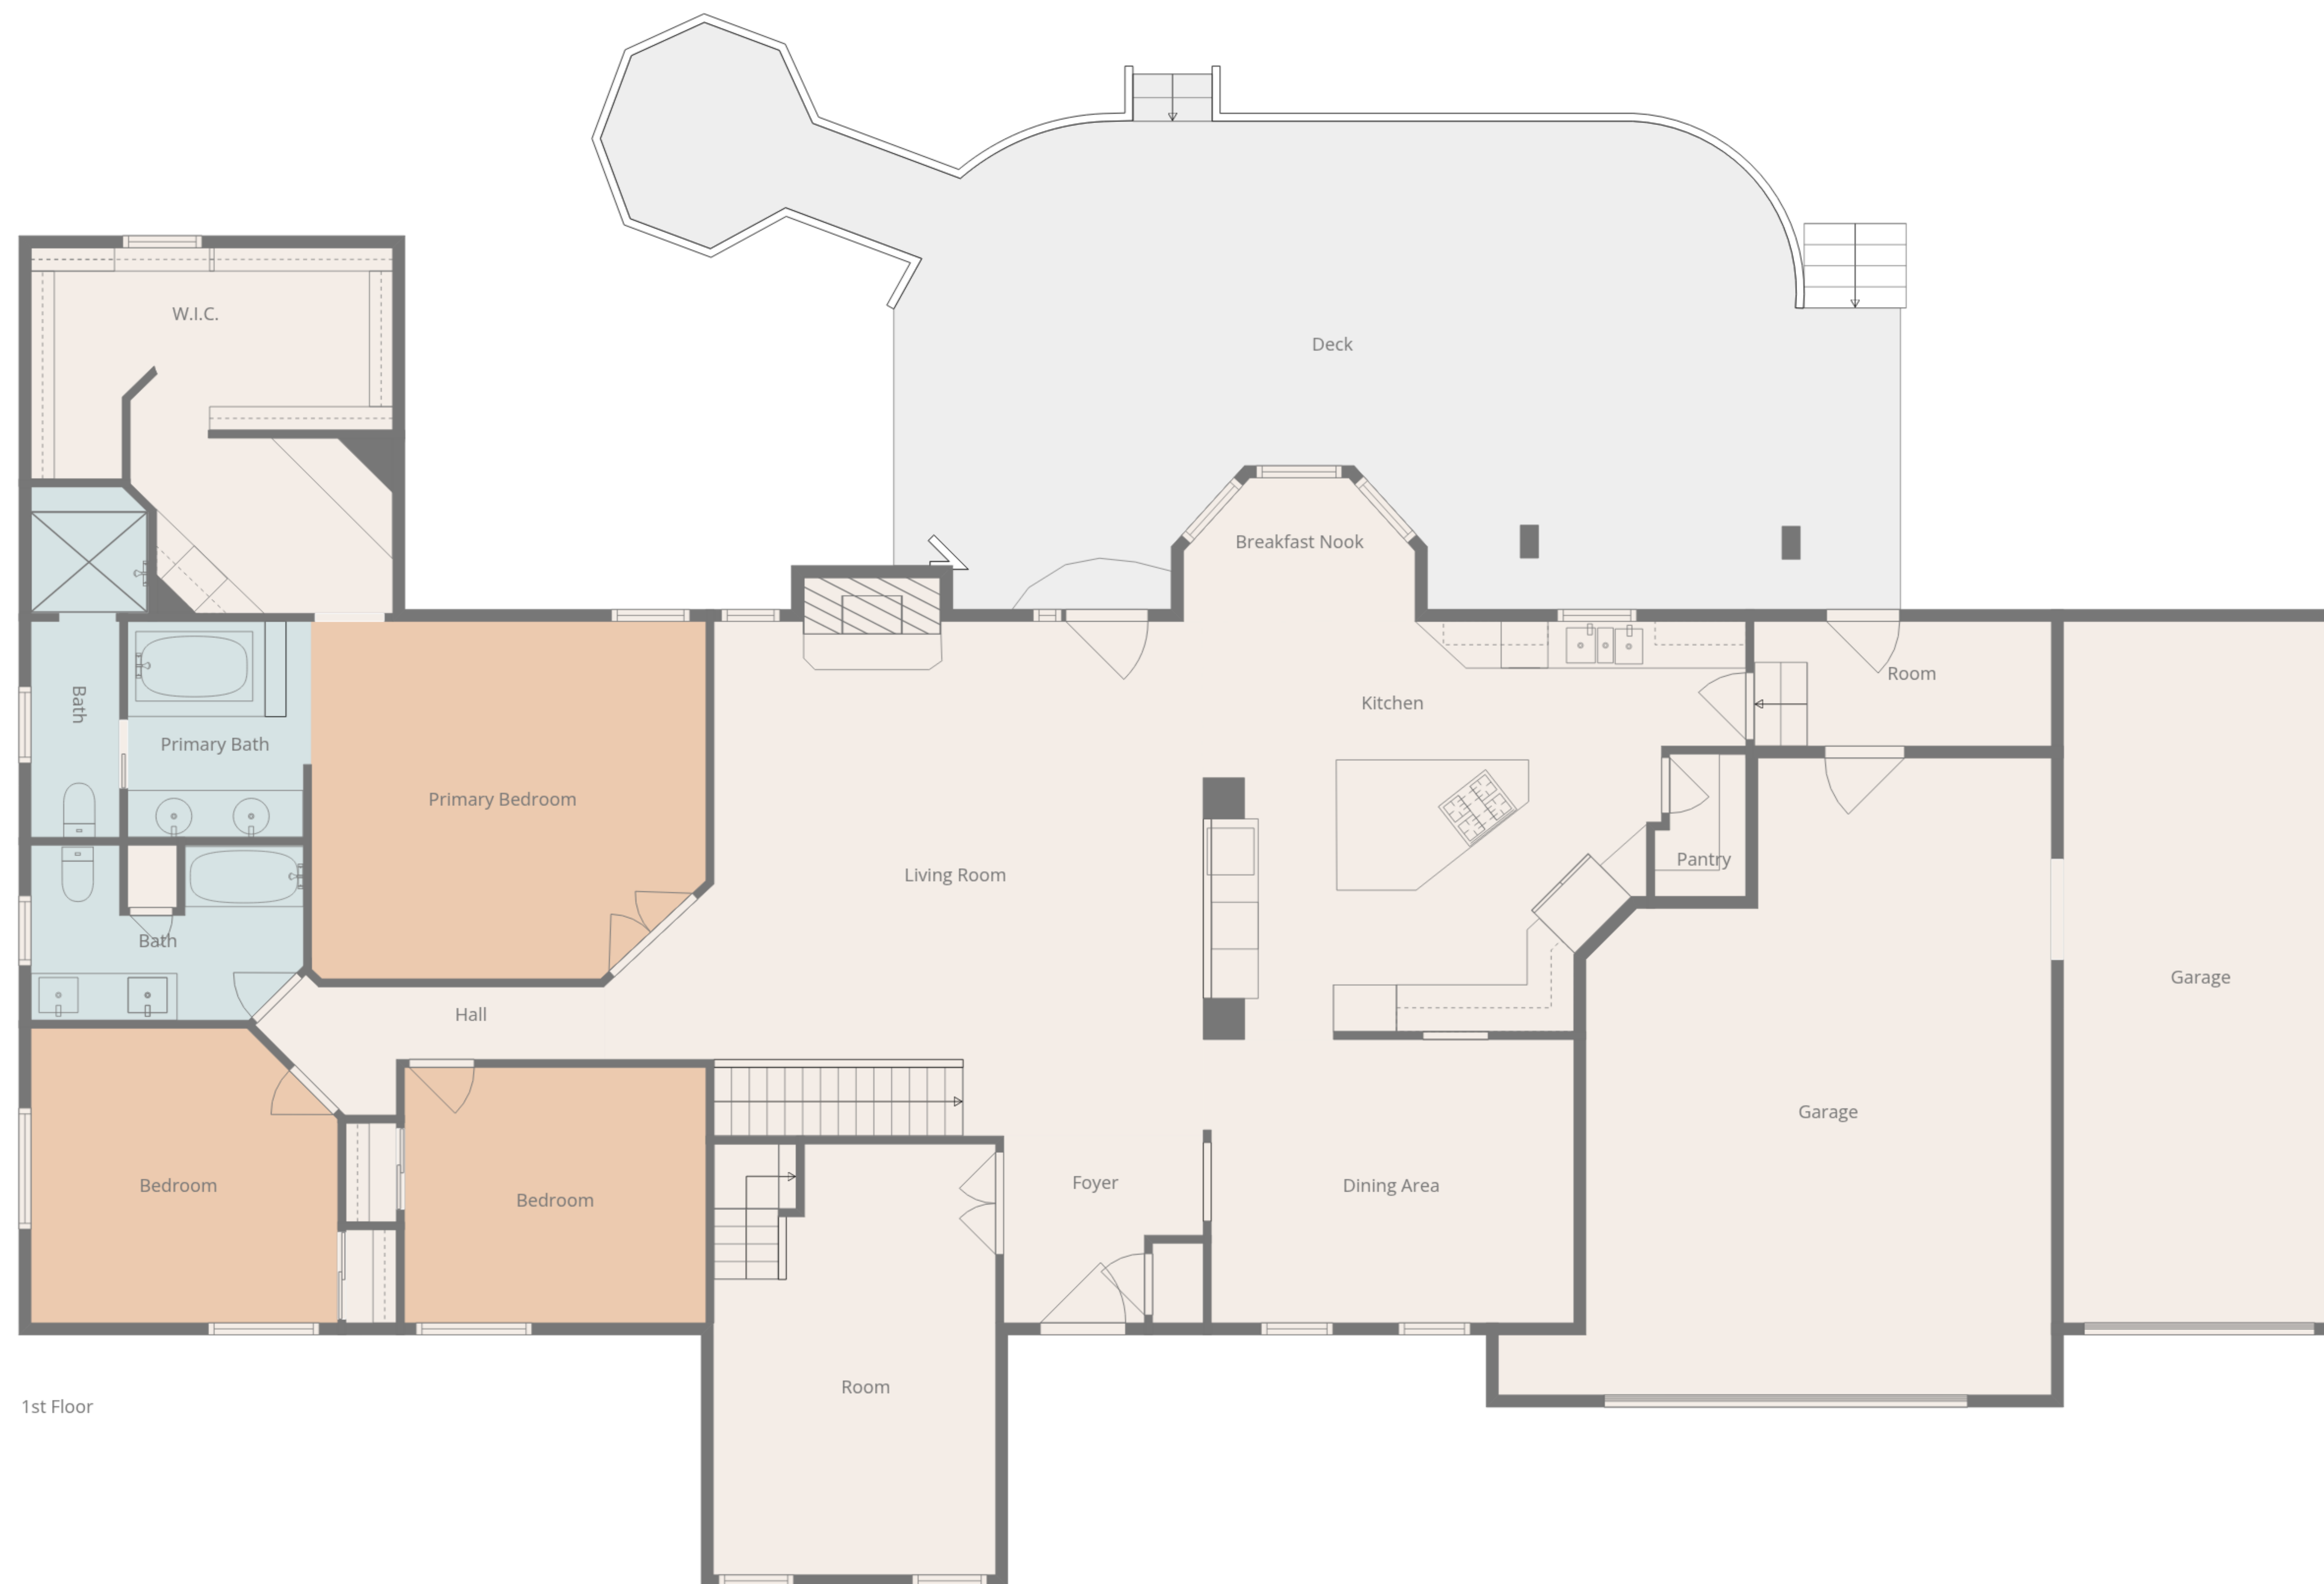 W.I.C.
Deck
Breakfast Nook
Room
Bath
Primary Bath
Kitchen
Primary Bedroom
Living Room
Pantry
Bath
Garage
Hall
Garage
Bedroom
Bedroom
Foyer
Dining Area
Room
1st Floor